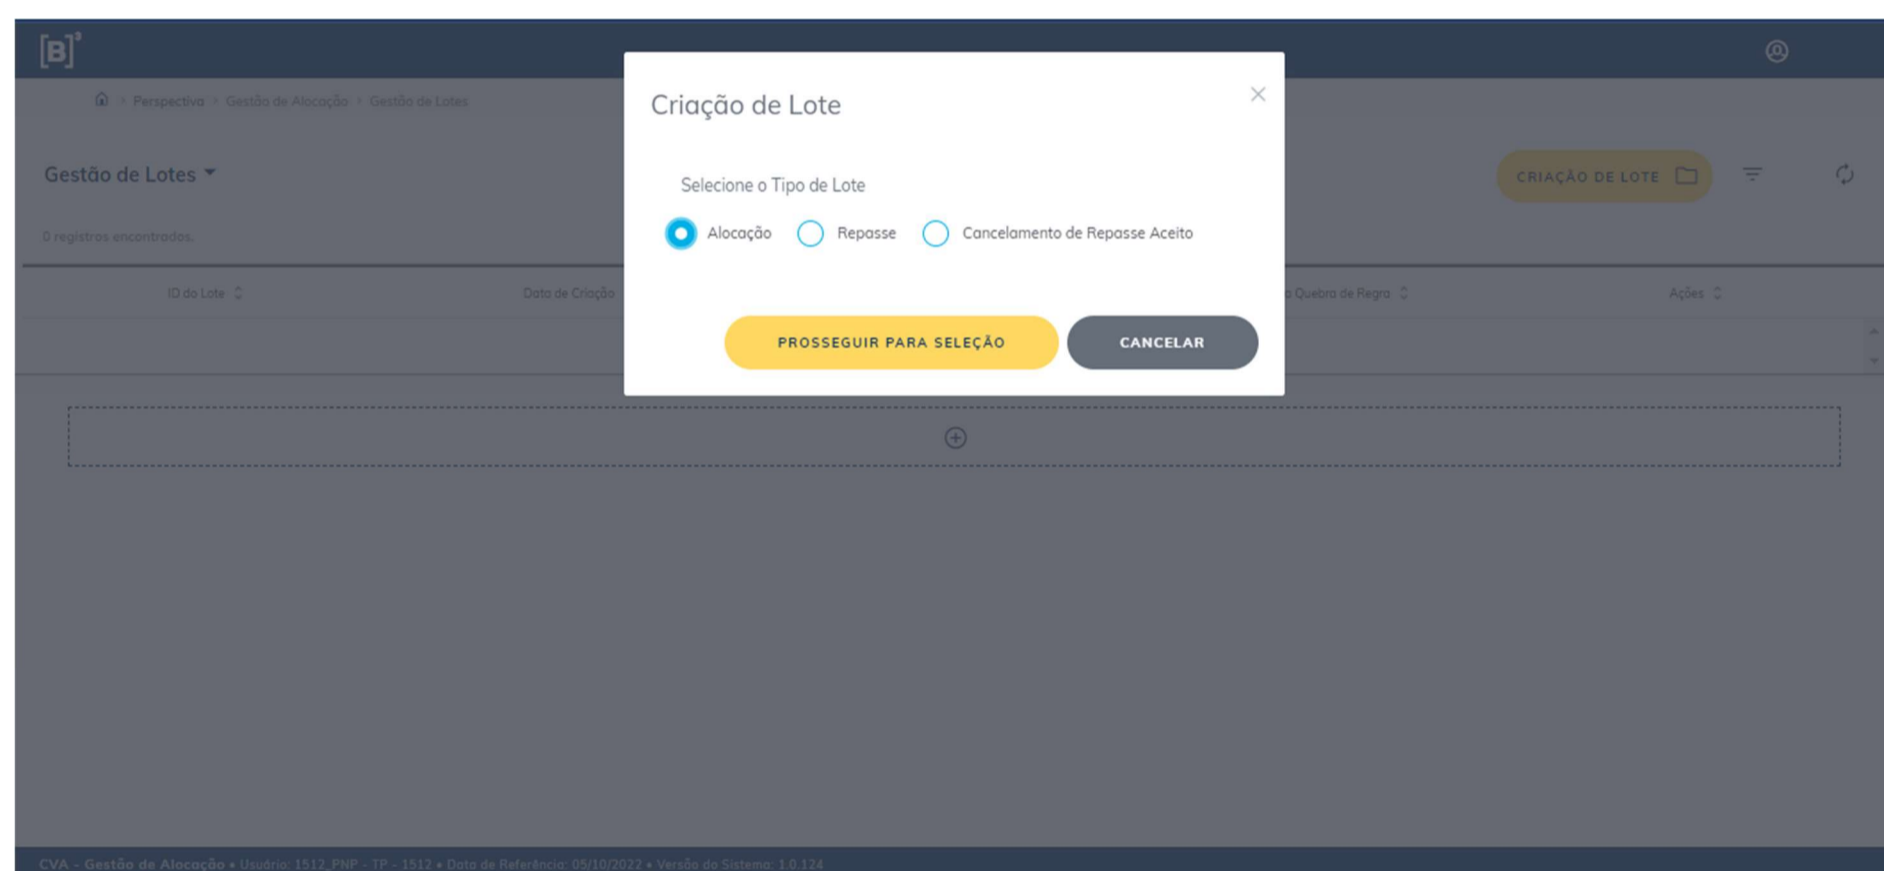 [B]³
Perspectiva > Gestão de Alocação > Gestão de Lotes
Criação de Lote
Gestão de Lotes
CRIAÇÃO DE LOTE
Selecione o Tipo de Lote
0 registros encontrados.
Alocação Repasse Cancelamento de Repasse Aceito
ID do Lote Data de Criação Quebra de Regra Ações
PROSSEGUIR PARA SELEÇÃO CANCELAR
CVA - Gestão de Alocação • Usuário: 1512_PNP - TP - 1512 • Data de Referência: 05/10/2022 • Versão do Sistema: 1.0.124